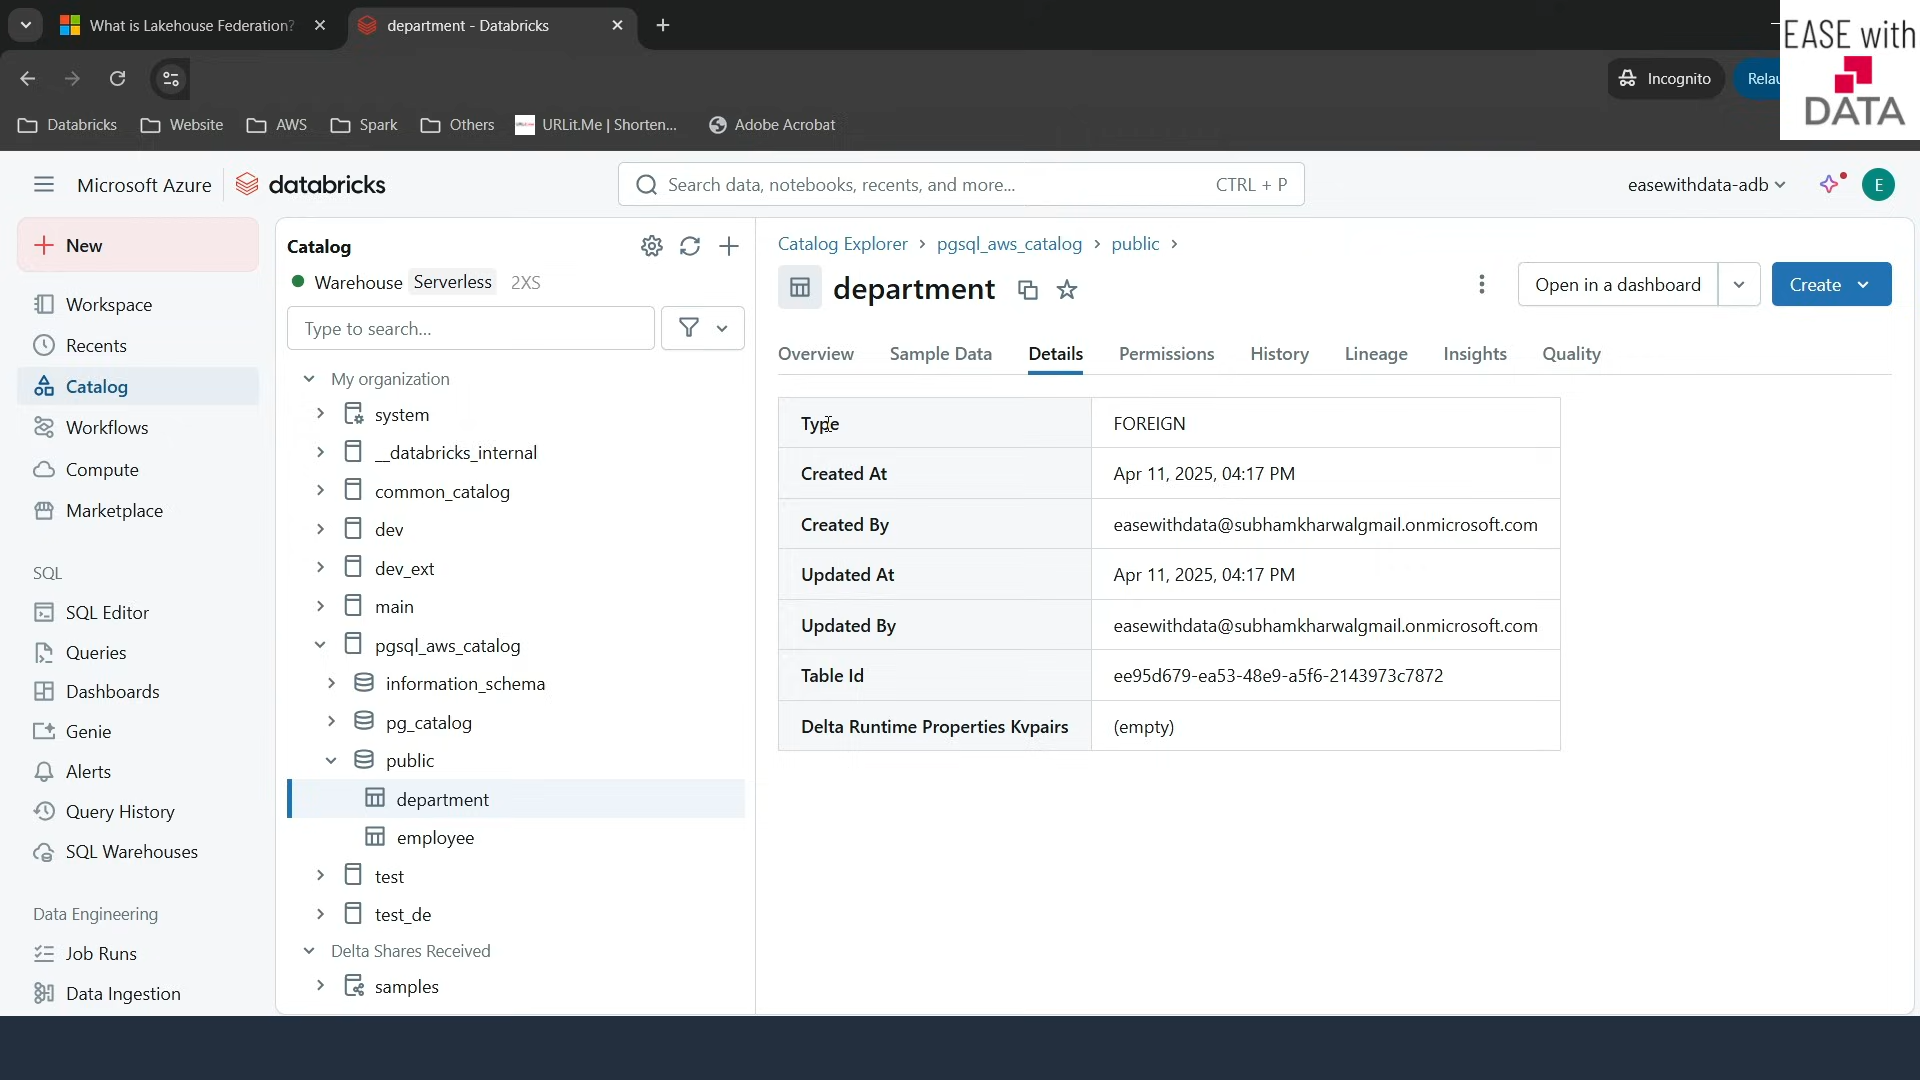 What is Lakehouse Federation?
department - Databricks
EASE with
DATA
Incognito
Relau
Databricks
Website
AWS
Spark
Others
URLit.Me | Shorten...
Adobe Acrobat
Microsoft Azure
databricks
Search data, notebooks, recents, and more...
CTRL + P
easewithdata-adb
E
New
Workspace
Recents
Catalog
Workflows
Compute
Marketplace
SQL
SQL Editor
Queries
Dashboards
Genie
Alerts
Query History
SQL Warehouses
Data Engineering
Job Runs
Data Ingestion
Catalog
Warehouse Serverless 2XS
Type to search...
My organization
system
__databricks_internal
common_catalog
dev
dev_ext
main
pgsql_aws_catalog
information_schema
pg_catalog
public
department
employee
test
test_de
Delta Shares Received
samples
Catalog Explorer > pgsql_aws_catalog > public >
department
Open in a dashboard
Create
Overview
Sample Data
Details
Permissions
History
Lineage
Insights
Quality
Type FOREIGN
Created At Apr 11, 2025, 04:17 PM
Created By easewithdata@subhamkharwalgmail.onmicrosoft.com
Updated At Apr 11, 2025, 04:17 PM
Updated By easewithdata@subhamkharwalgmail.onmicrosoft.com
Table Id ee95d679-ea53-48e9-a5f6-2143973c7872
Delta Runtime Properties Kvpairs (empty)